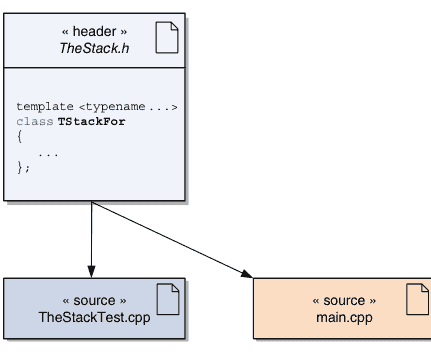 « header »
TheStack.h
template <typename ...>
class TStackFor
{
...
};
« source »
TheStackTest.cpp
« source »
main.cpp